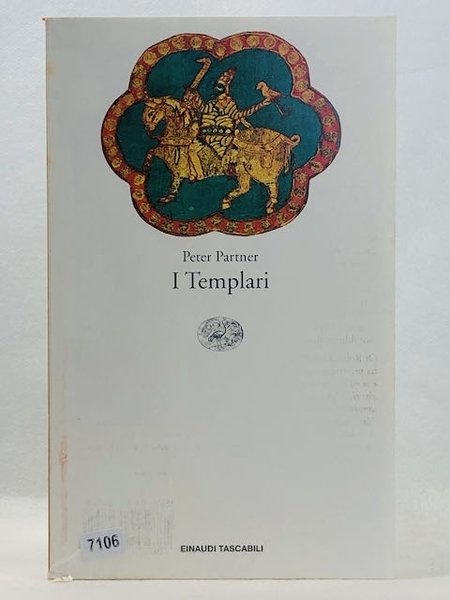 Peter Partner
I Templari
7106
EINAUDI TASCABILI